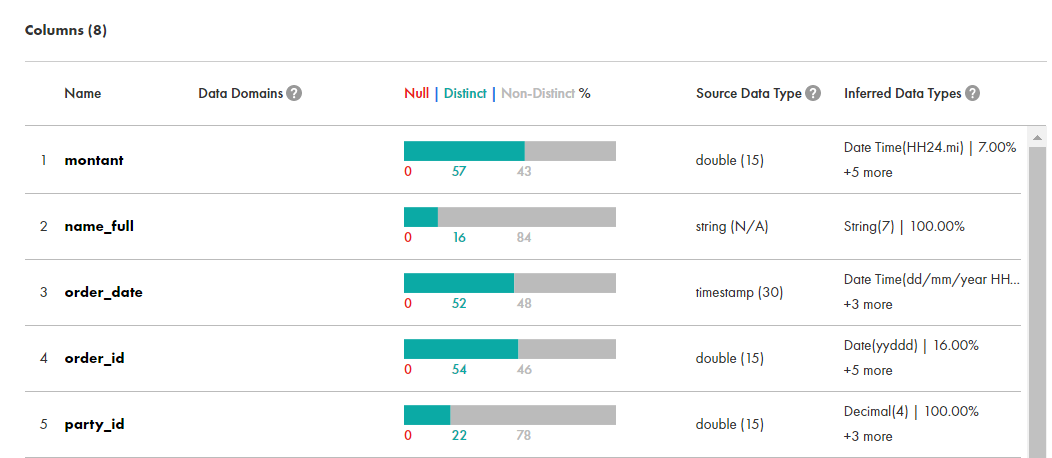 Columns (8)
Name Data Domains ? Null | Distinct | Non-Distinct % Source Data Type ? Inferred Data Types ?
1 montant 0 57 43 double (15) Date Time(HH24.mi) | 7.00%
+5 more
2 name_full 0 16 84 string (N/A) String(7) | 100.00%
3 order_date 0 52 48 timestamp (30) Date Time(dd/mm/year HH...
+3 more
4 order_id 0 54 46 double (15) Date(yyddd) | 16.00%
+5 more
5 party_id 0 22 78 double (15) Decimal(4) | 100.00%
+3 more